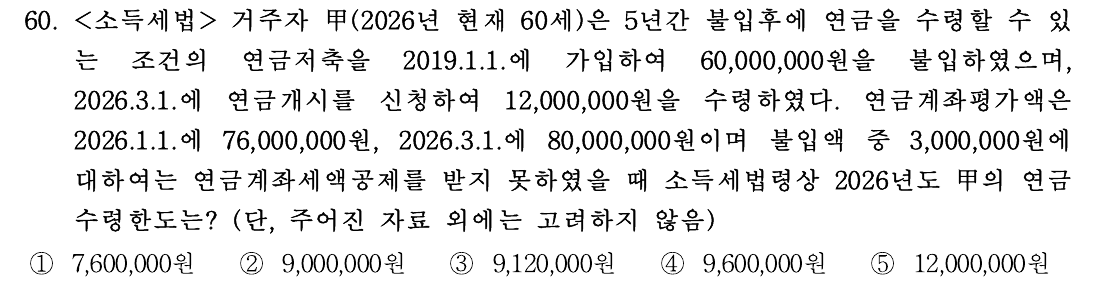 60. <소득세법> 거주자 甲(2026년 현재 60세)은 5년간 불입후에 연금을 수령할 수 있
는 조건의 연금저축을 2019.1.1.에 가입하여 60,000,000원을 불입하였으며,
2026.3.1.에 연금개시를 신청하여 12,000,000원을 수령하였다. 연금계좌평가액은
2026.1.1.에 76,000,000원, 2026.3.1.에 80,000,000원이며 불입액 중 3,000,000원에
대하여는 연금계좌세액공제를 받지 못하였을 때 소득세법령상 2026년도 甲의 연금
수령한도는? (단, 주어진 자료 외에는 고려하지 않음)
① 7,600,000원 ② 9,000,000원 ③ 9,120,000원 ④ 9,600,000원 ⑤ 12,000,000원